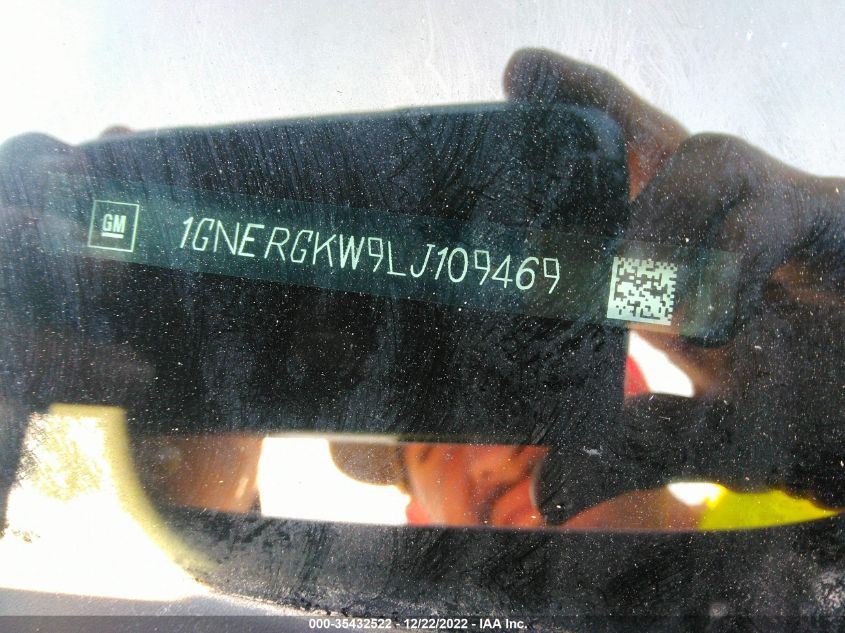 GM 1GNERGKW9LJ109469
000-35432522 - 12/22/2022 - IAA Inc.